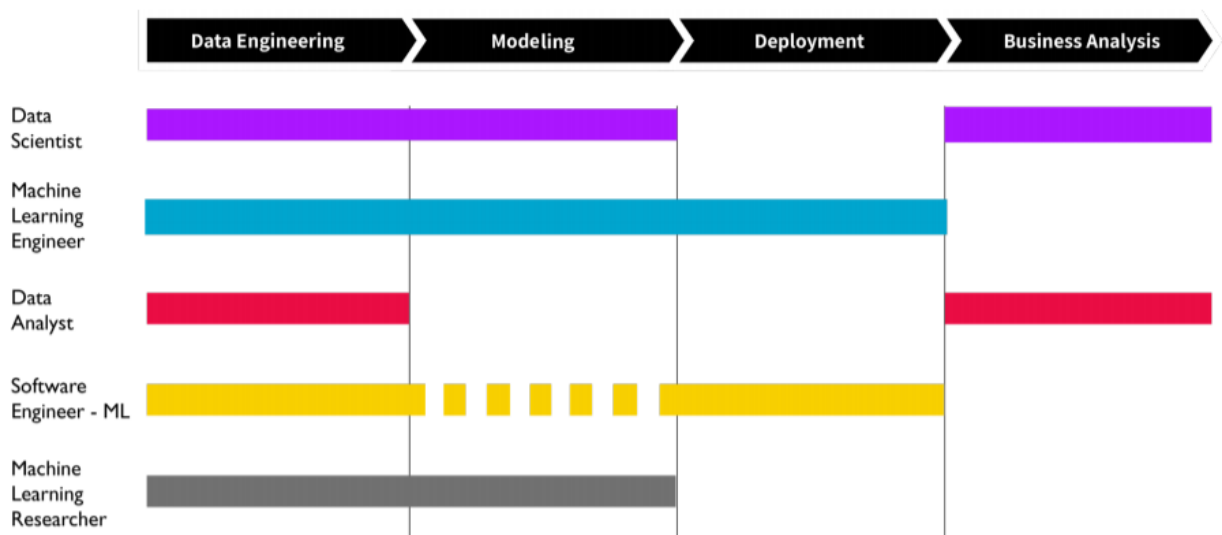 Data Engineering
Modeling
Deployment
Business Analysis
Data
Scientist
Machine
Learning
Engineer
Data
Analyst
Software
Engineer - ML
Machine
Learning
Researcher